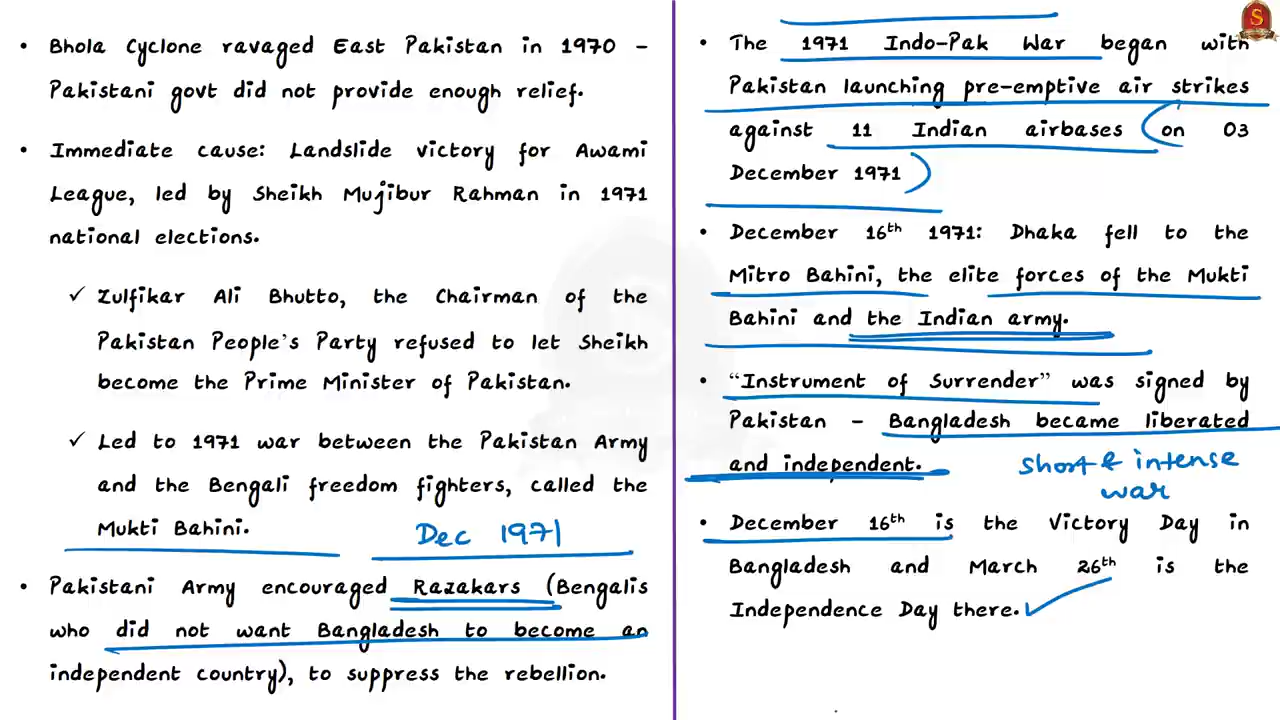 • Bhola Cyclone ravaged East Pakistan in 1970 –
Pakistani govt did not provide enough relief.
• Immediate cause: Landslide victory for Awami
League, led by Sheikh Mujibur Rahman in 1971
national elections.
✓ Zulfikar Ali Bhutto, the Chairman of the
Pakistan People's Party refused to let Sheikh
become the Prime Minister of Pakistan.
✓ Led to 1971 war between the Pakistan Army
and the Bengali freedom fighters, called the
Mukti Bahini.
Dec 1971
• Pakistani Army encouraged Razakars (Bengalis
who did not want Bangladesh to become an
independent country), to suppress the rebellion.
• The 1971 Indo-Pak War began with
Pakistan launching pre-emptive air strikes
against 11 Indian airbases on 03
December 1971
• December 16th 1971: Dhaka fell to the
Mitro Bahini, the elite forces of the Mukti
Bahini and the Indian army.
• "Instrument of Surrender" was signed by
Pakistan – Bangladesh became liberated
and independent.
short & intense
war
• December 16th is the Victory Day in
Bangladesh and March 26th is the
Independence Day there.